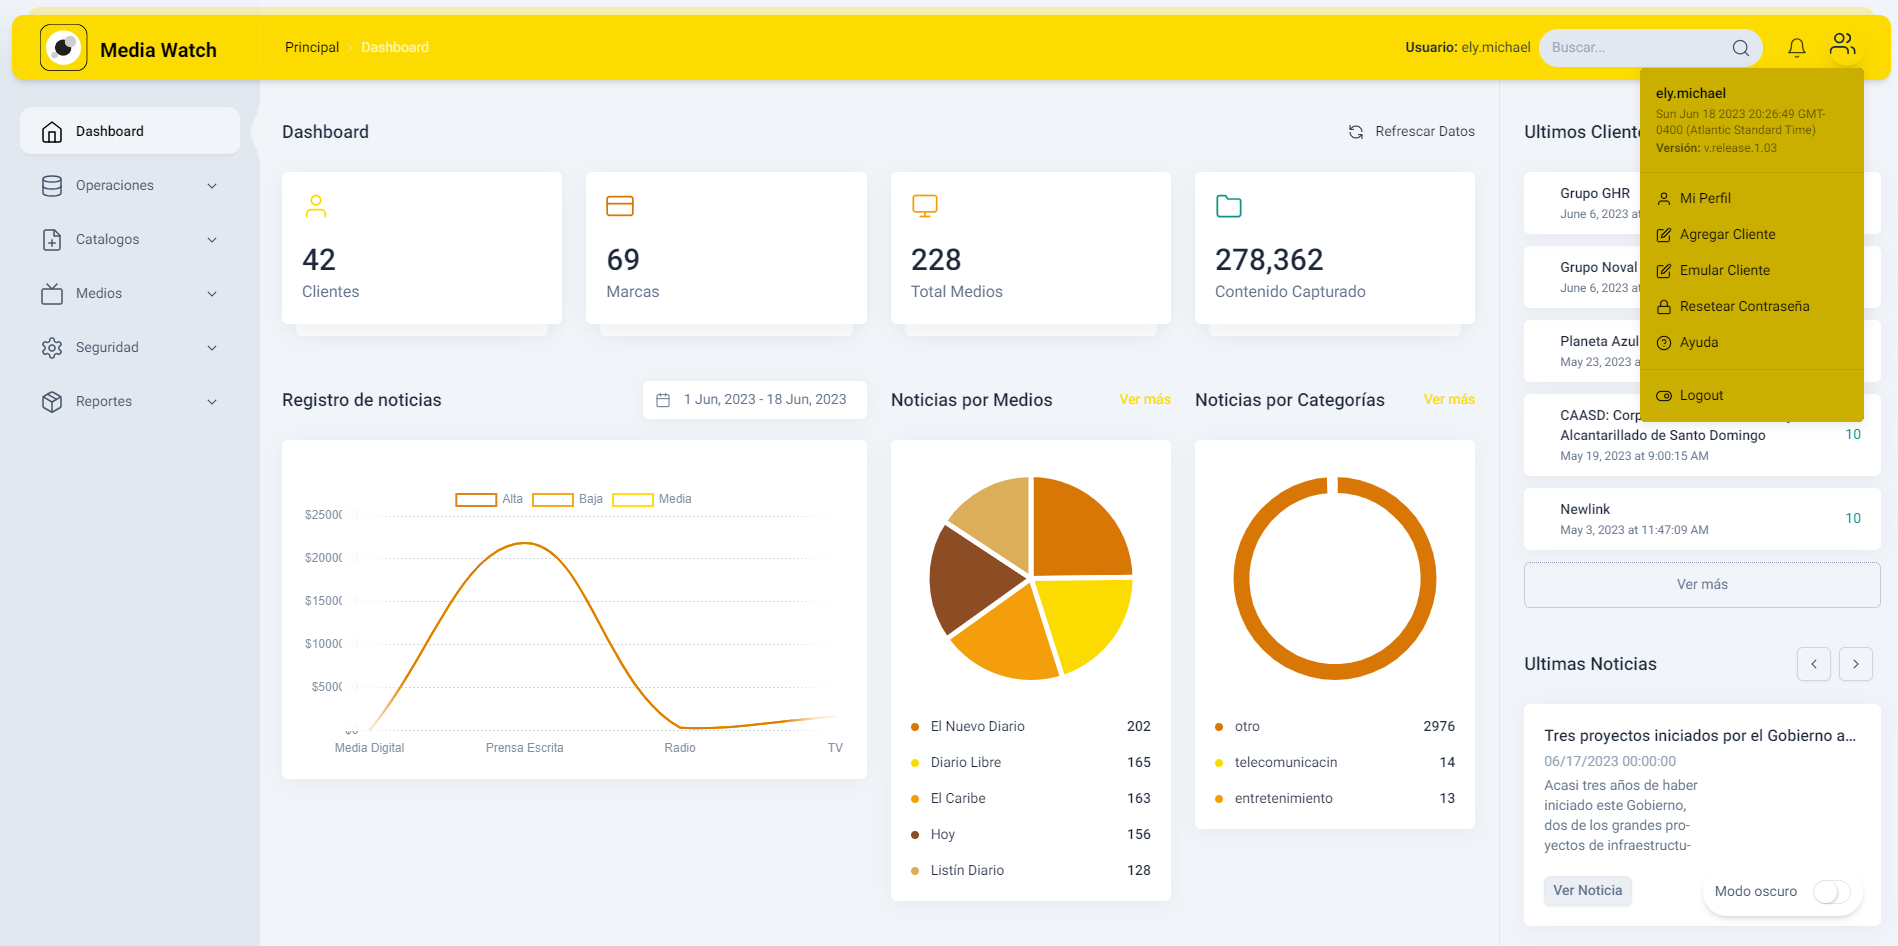 Media Watch
Principal
Dashboard
Usuario: ely.michael
Buscar...
ely.michael
Sun Jun 18 2023 20:26:49 GMT-
0400 (Atlantic Standard Time)
Versión: v.release.1.03
Mi Perfil
Agregar Cliente
Emular Cliente
Resetear Contraseña
Ayuda
Logout
Dashboard
Operaciones
Catalogos
Medios
Seguridad
Reportes
Dashboard
Refrescar Datos
42
Clientes
69
Marcas
228
Total Medios
278,362
Contenido Capturado
Registro de noticias
1 Jun, 2023 - 18 Jun, 2023
Alta
Baja
Media
$2500
$2000
$1500
$1000
$500
$0
Media Digital
Prensa Escrita
Radio
TV
Noticias por Medios
Ver más
El Nuevo Diario 202
Diario Libre 165
El Caribe 163
Hoy 156
Listín Diario 128
Noticias por Categorías
Ver más
otro 2976
telecomunicacin 14
entretenimiento 13
Ultimos
Grupo GHR
June 6, 2023
Grupo Noval
June 6, 2023
Planeta Azul
May 23, 2023
CAASD:
Alcantarillado de Santo Domingo
10
May 19, 2023 at 9:00:15 AM
Newlink
10
May 3, 2023 at 11:47:09 AM
Ver más
Ultimas Noticias
Tres proyectos iniciados por el Gobierno a...
06/17/2023 00:00:00
Acasi tres años de haber
iniciado este Gobierno,
dos de los grandes pro-
yectos de infraestructu-
Ver Noticia
Modo oscuro